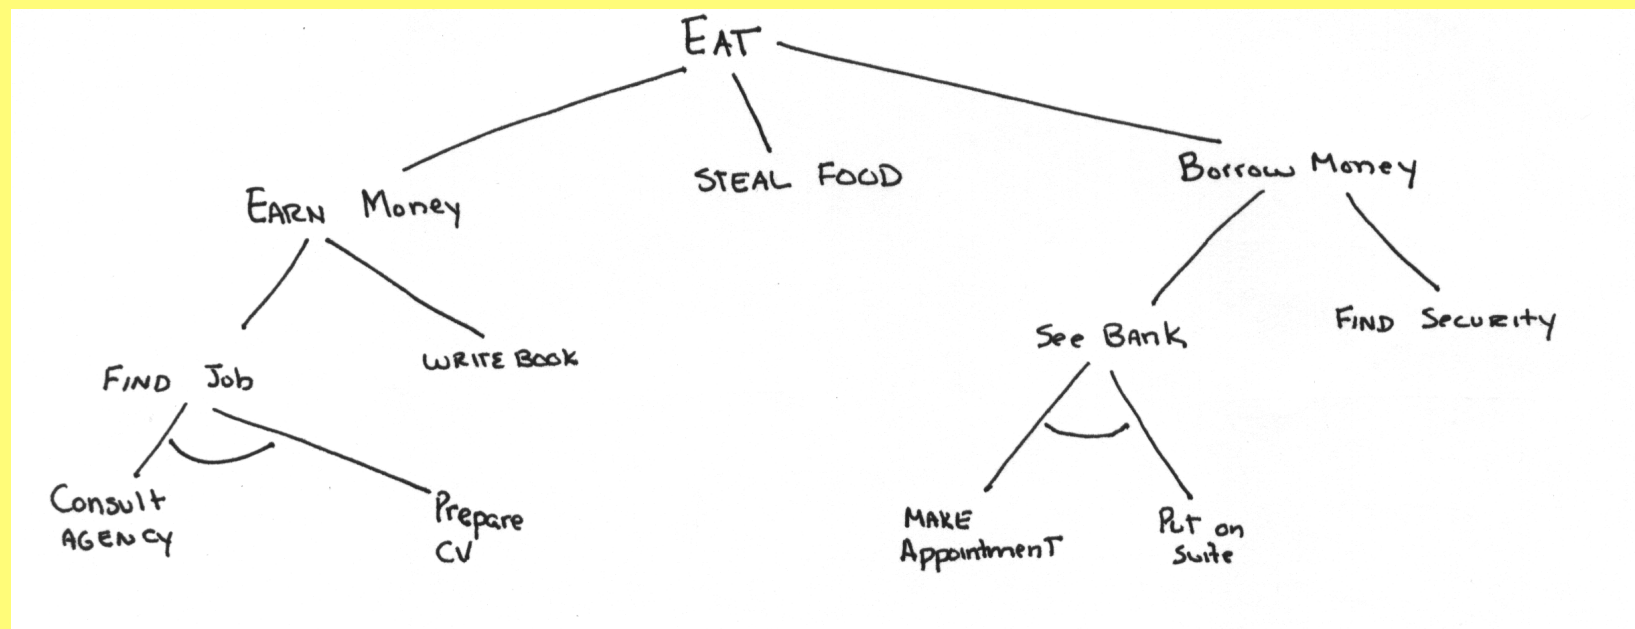 EAT
STEAL FOOD
Borrow Money
EARN Money
FIND Security
See BANK
WRITE BOOK
FIND Job
Consult
AGENCY
Prepare
CV
MAKE
Appointment
Put on
Suite